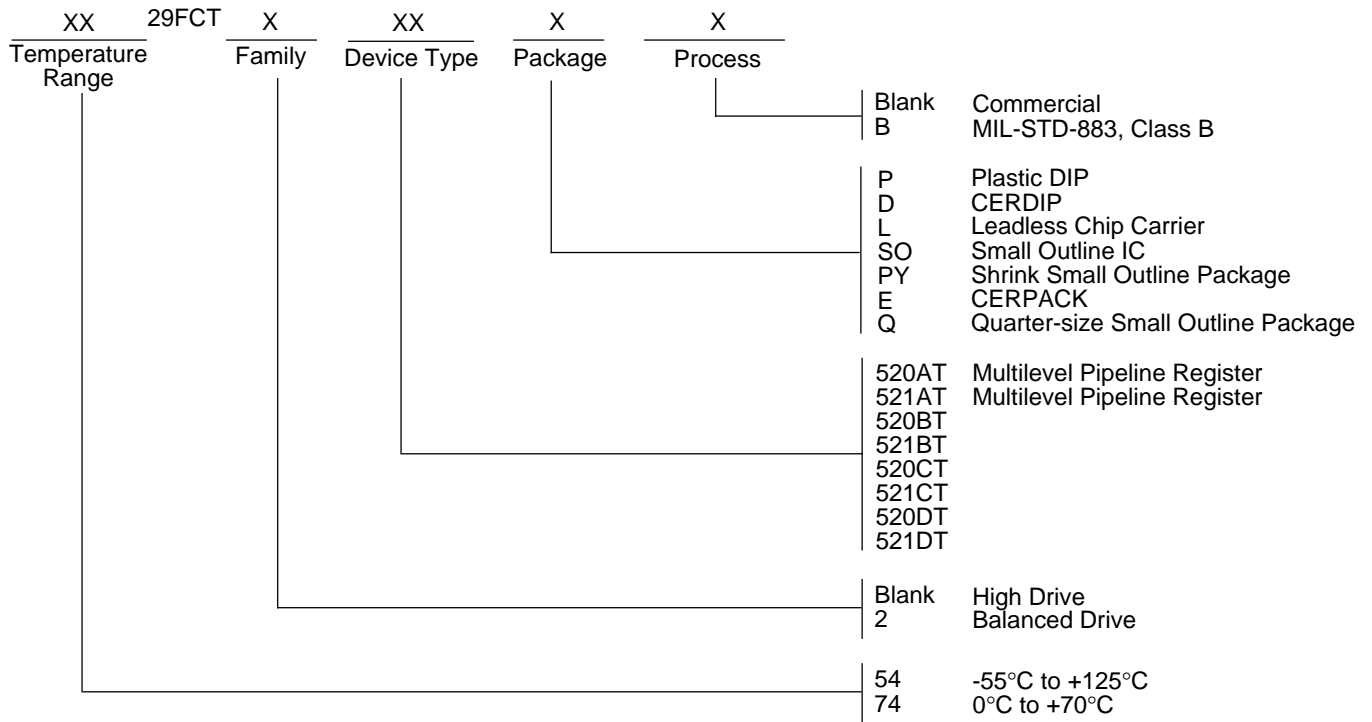 XX 29FCT X XX X X
Temperature Range Family Device Type Package Process
Blank Commercial
B MIL-STD-883, Class B
P Plastic DIP
D CERDIP
L Leadless Chip Carrier
SO Small Outline IC
PY Shrink Small Outline Package
E CERPACK
Q Quarter-size Small Outline Package
520AT Multilevel Pipeline Register
521AT Multilevel Pipeline Register
520BT
521BT
520CT
521CT
520DT
521DT
Blank High Drive
2 Balanced Drive
54 -55°C to +125°C
74 0°C to +70°C